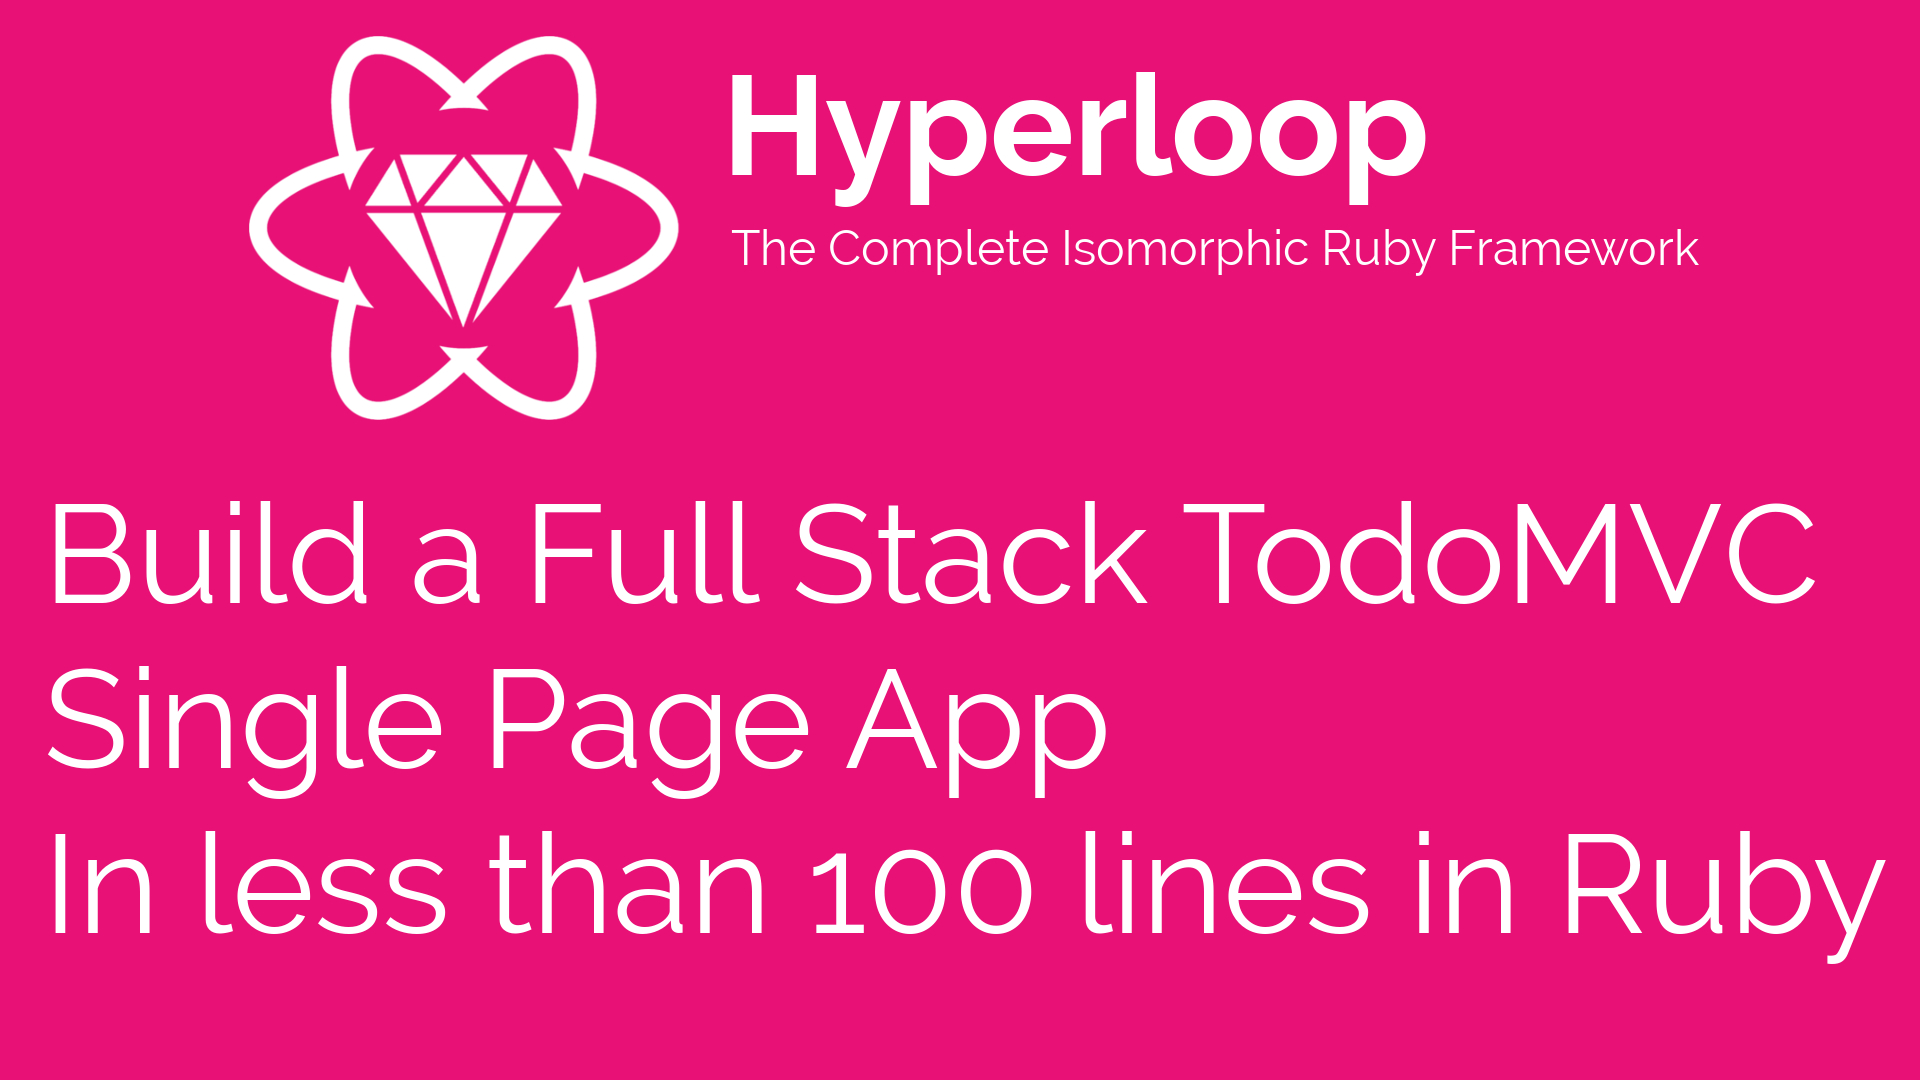 Hyperloop
The Complete Isomorphic Ruby Framework
Build a Full Stack TodoMVC
Single Page App
In less than 100 lines in Ruby